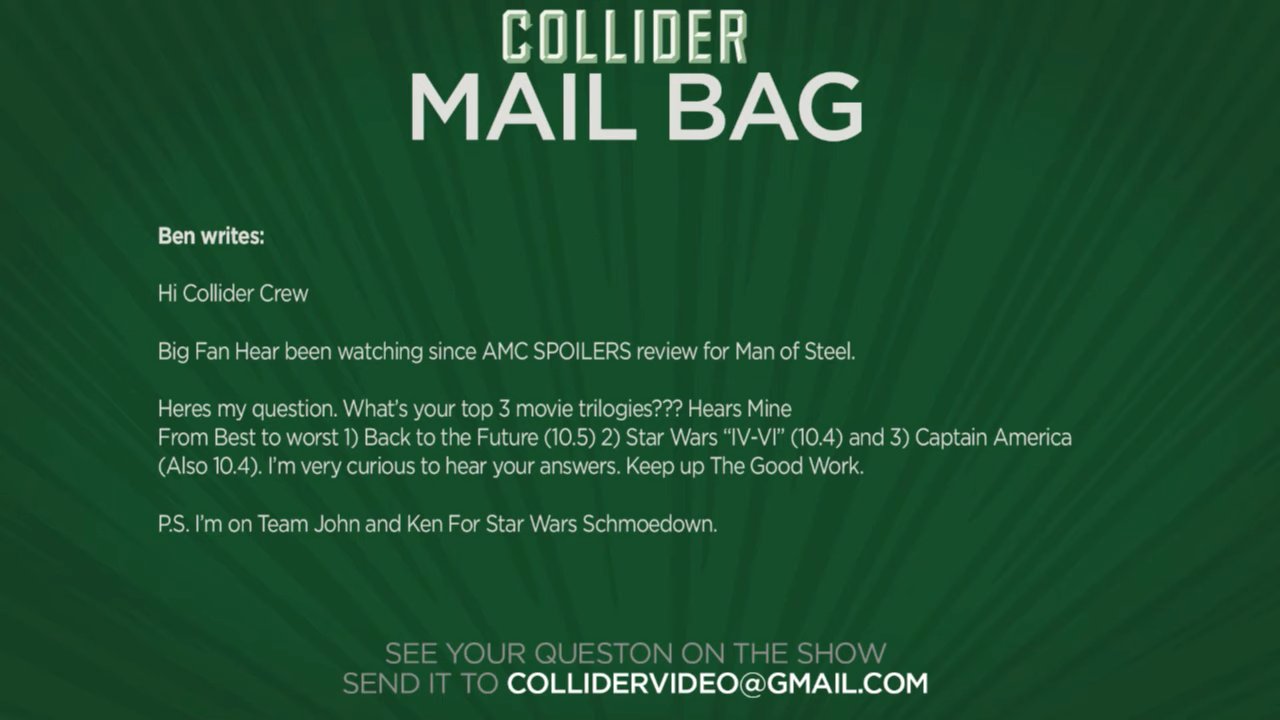 COLLIDER
MAIL BAG
Ben writes:
Hi Collider Crew
Big Fan Hear been watching since AMC SPOILERS review for Man of Steel.
Heres my question. What’s your top 3 movie trilogies??? Hears Mine
From Best to worst 1) Back to the Future (10.5) 2) Star Wars “IV-VI” (10.4) and 3) Captain America
(Also 10.4). I’m very curious to hear your answers. Keep up The Good Work.
P.S. I’m on Team John and Ken For Star Wars Schmoedown.
SEE YOUR QUESTON ON THE SHOW
SEND IT TO COLLIDERVIDEO@GMAIL.COM